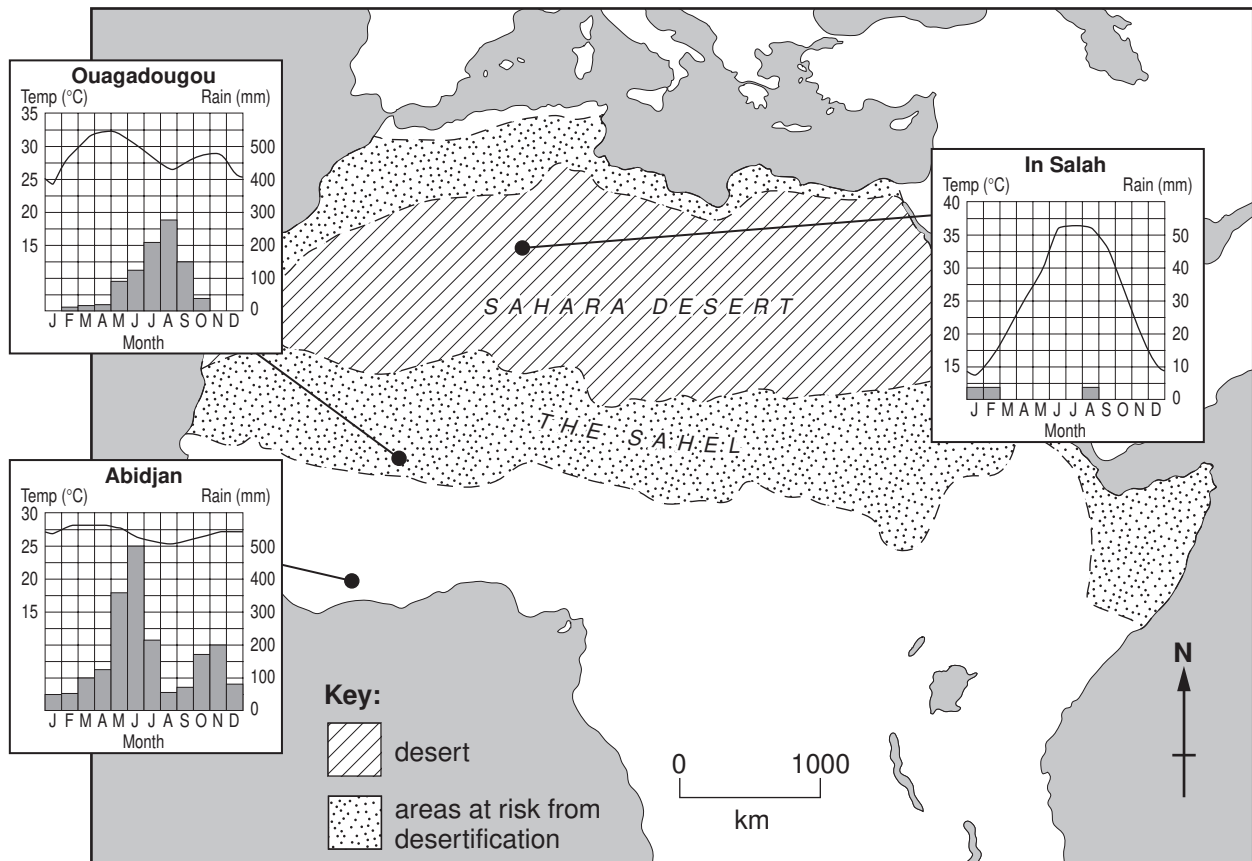 Ouagadougou
Temp (°C) Rain (mm)
35
30 500
25 400
20 300
15 200
100
0
J F M A M J J A S O N D
Month
In Salah
Temp (°C) Rain (mm)
40
35 50
30 40
25 30
20 20
15 10
0
J F M A M J J A S O N D
Month
SAHARA DESERT
THE SAHEL
Abidjan
Temp (°C) Rain (mm)
30
25 500
20 400
15 300
200
100
0
J F M A M J J A S O N D
Month
Key:
desert
areas at risk from
desertification
0 1000
km
N